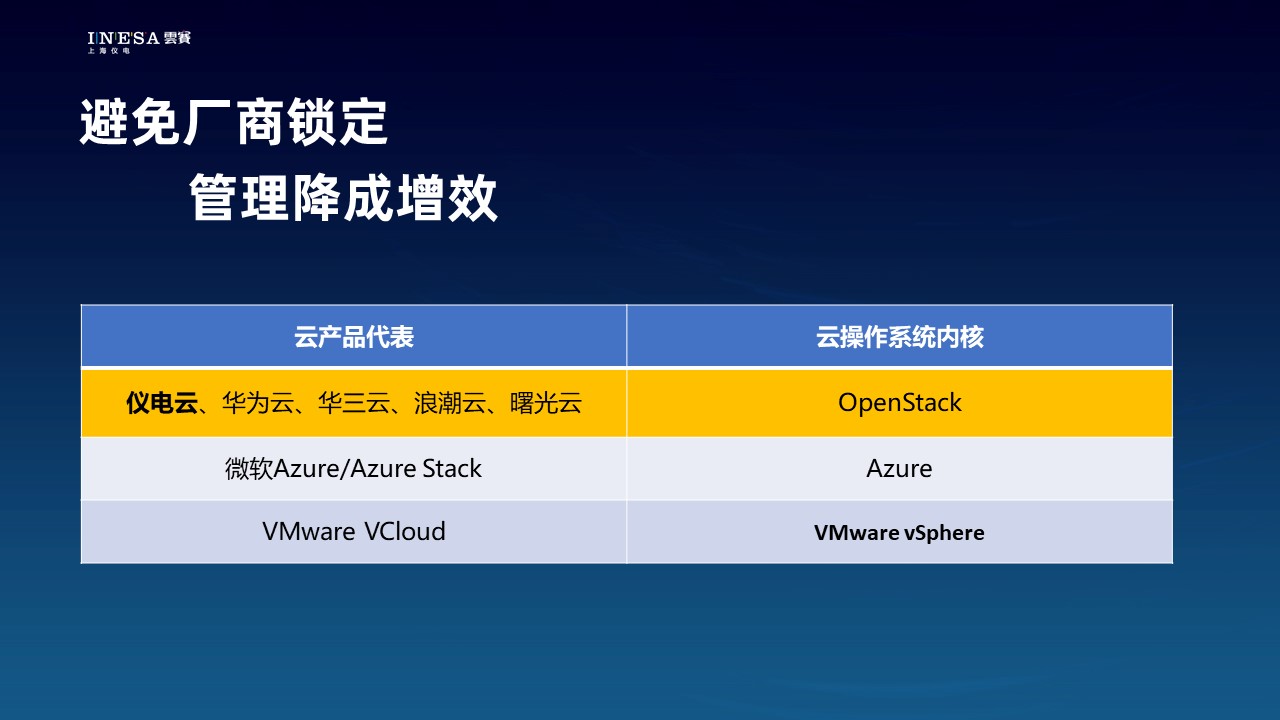 INESA 雲賽
上海仪电
避免厂商锁定
管理降成增效
云产品代表
云操作系统内核
仪电云、华为云、华三云、浪潮云、曙光云
OpenStack
微软Azure/Azure Stack
Azure
VMware VCloud
VMware vSphere